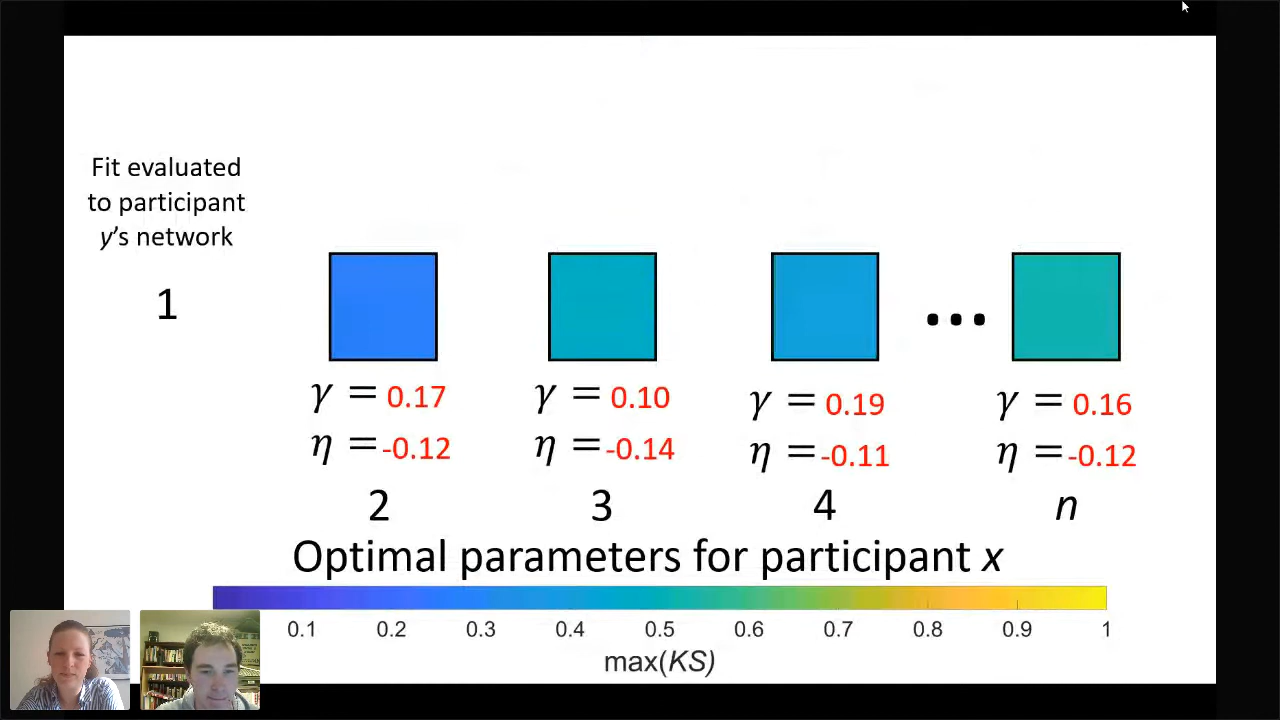 Fit evaluated
to participant
y's network
1
γ = 0.17
η =-0.12
2
γ = 0.10
η =-0.14
3
γ = 0.19
η =-0.11
4
...
γ = 0.16
η =-0.12
n
Optimal parameters for participant x
0.1 0.2 0.3 0.4 0.5 0.6 0.7 0.8 0.9 1
max(KS)